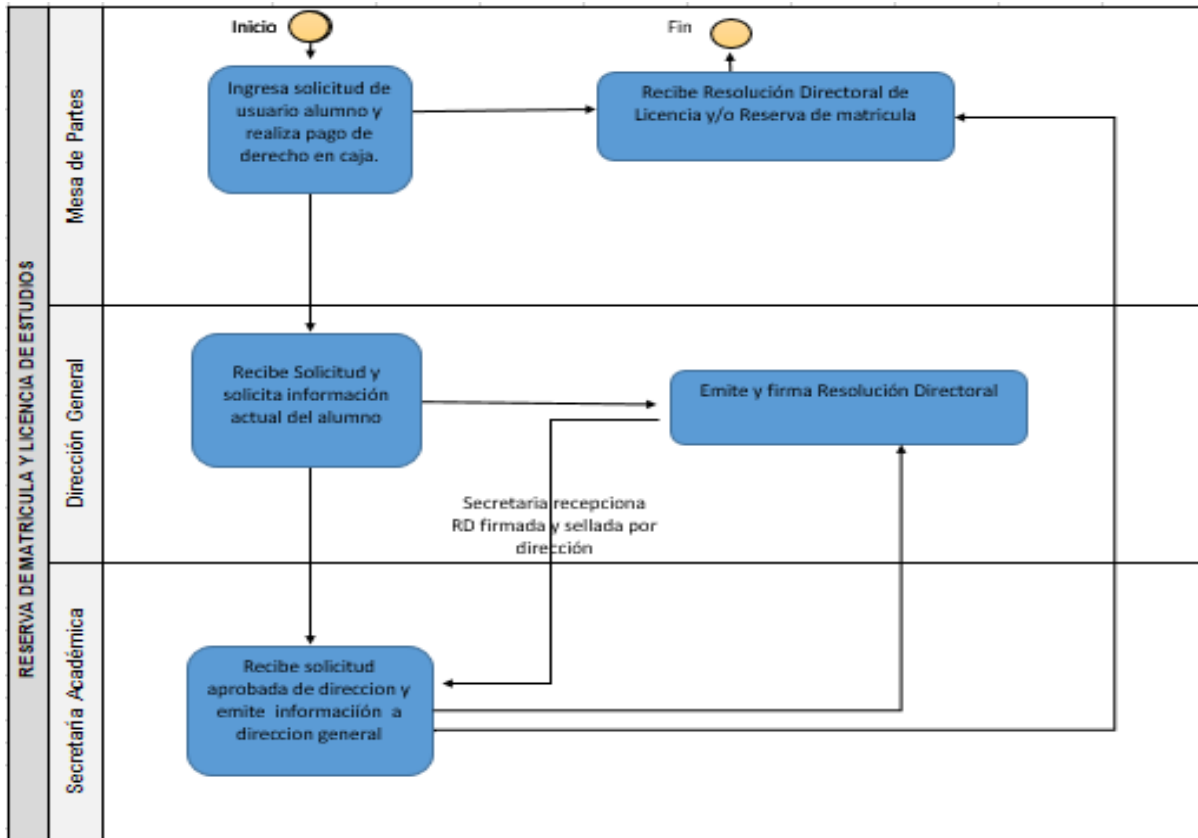 RESERVA DE MATRÍCULA Y LICENCIA DE ESTUDIOS
Mesa de Partes
Inicio
Fin
Ingresa solicitud de
usuario alumno y
realiza pago de
derecho en caja.
Recibe Resolución Directoral de
Licencia y/o Reserva de matricula
Dirección General
Recibe Solicitud y
solicita información
actual del alumno
Emite y firma Resolución Directoral
Secretaria recepciona
RD firmada y sellada por
dirección
Secretaría Académica
Recibe solicitud
aprobada de direccion y
emite informaciíón a
direccion general